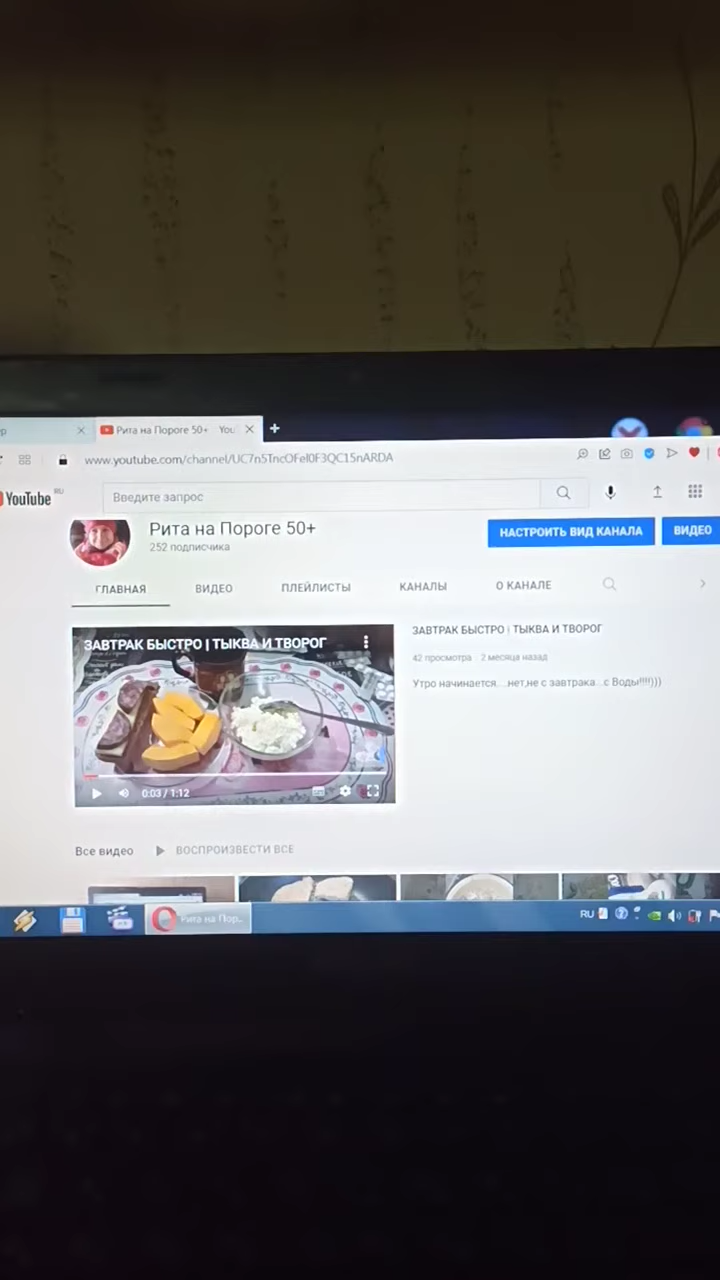 Рита на Пороге 50+ You
www.youtube.com/channel/
YouTube RU
Введите запрос
Рита на Пороге 50+
252 подписчика
НАСТРОИТЬ ВИД КАНАЛА
ВИДЕО
ГЛАВНАЯ
ВИДЕО
ПЛЕЙЛИСТЫ
КАНАЛЫ
О КАНАЛЕ
ЗАВТРАК БЫСТРО | ТЫКВА И ТВОРОГ
0:03 / 1:12
ЗАВТРАК БЫСТРО | ТЫКВА И ТВОРОГ
42 просмотра 2 месяца назад
Утро начинается....нет,не с завтрака...с Воды!!!!)))
Все видео
ВОСПРОИЗВЕСТИ ВСЕ
Рита на Пор...
RU